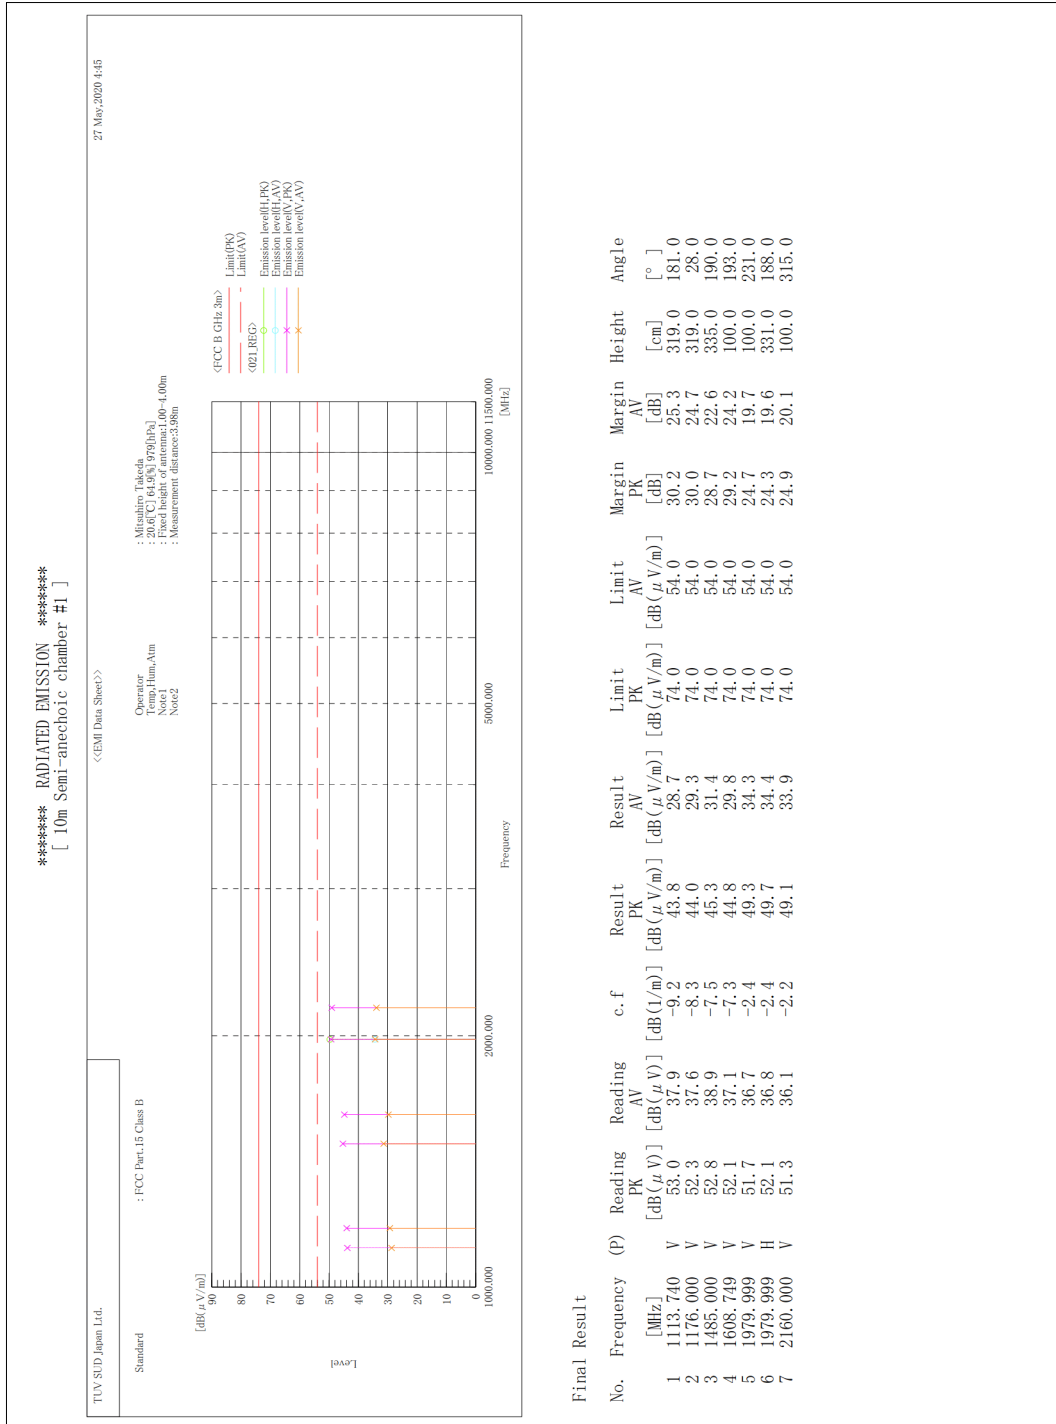 ******* RADIATED EMISSION *******
[ 10m Semi-anechoic chamber #1 ]
TUV SUD Japan Ltd.
<<EMI Data Sheet>>
27 May,2020 4:45
Standard : FCC Part.15 Class B
Operator : Mitsuhiro Takeda
Temp,Hum,Atm : 20.6[℃] 64.9[%] 979[hPa]
Note1 : Fixed height of antenna:1.00-4.00m
Note2 : Measurement distance:3.98m
<FCC B GHz 3m>
Limit(PK)
Limit(AV)
<021_REG>
Emission level(H,PK)
Emission level(H,AV)
Emission level(V,PK)
Emission level(V,AV)
[dB(μV/m)]
90
80
70
60
50
40
30
20
10
0
Level
1000.000 2000.000 5000.000 10000.000 11500.000
[MHz]
Frequency
Final Result
No. Frequency (P) Reading Reading c.f Result Result Limit Limit Margin Margin Height Angle
PK AV PK AV PK AV PK AV
[MHz] [dB(μV)] [dB(μV)] [dB(1/m)] [dB(μV/m)] [dB(μV/m)] [dB(μV/m)] [dB(μV/m)] [dB] [dB] [cm] [° ]
1 1113.740 V 53.0 37.9 -9.2 43.8 28.7 74.0 54.0 30.2 25.3 319.0 181.0
2 1176.000 V 52.3 37.6 -8.3 44.0 29.3 74.0 54.0 30.0 24.7 319.0 28.0
3 1485.000 V 52.8 38.9 -7.5 45.3 31.4 74.0 54.0 28.7 22.6 335.0 190.0
4 1608.749 V 52.1 37.1 -7.3 44.8 29.8 74.0 54.0 29.2 24.2 100.0 193.0
5 1979.999 V 51.7 36.7 -2.4 49.3 34.3 74.0 54.0 24.7 19.7 100.0 231.0
6 1979.999 H 52.1 36.8 -2.4 49.7 34.4 74.0 54.0 24.3 19.6 331.0 188.0
7 2160.000 V 51.3 36.1 -2.2 49.1 33.9 74.0 54.0 24.9 20.1 100.0 315.0